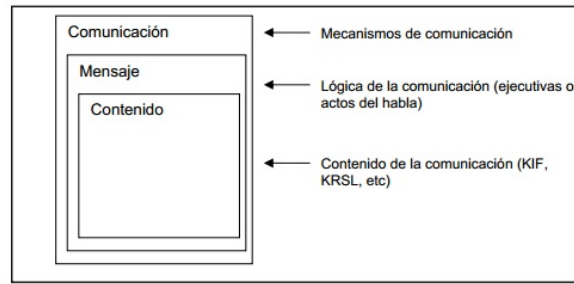 Comunicación
Mecanismos de comunicación
Mensaje
Lógica de la comunicación (ejecutivas o
actos del habla)
Contenido
Contenido de la comunicación (KIF,
KRSL, etc)